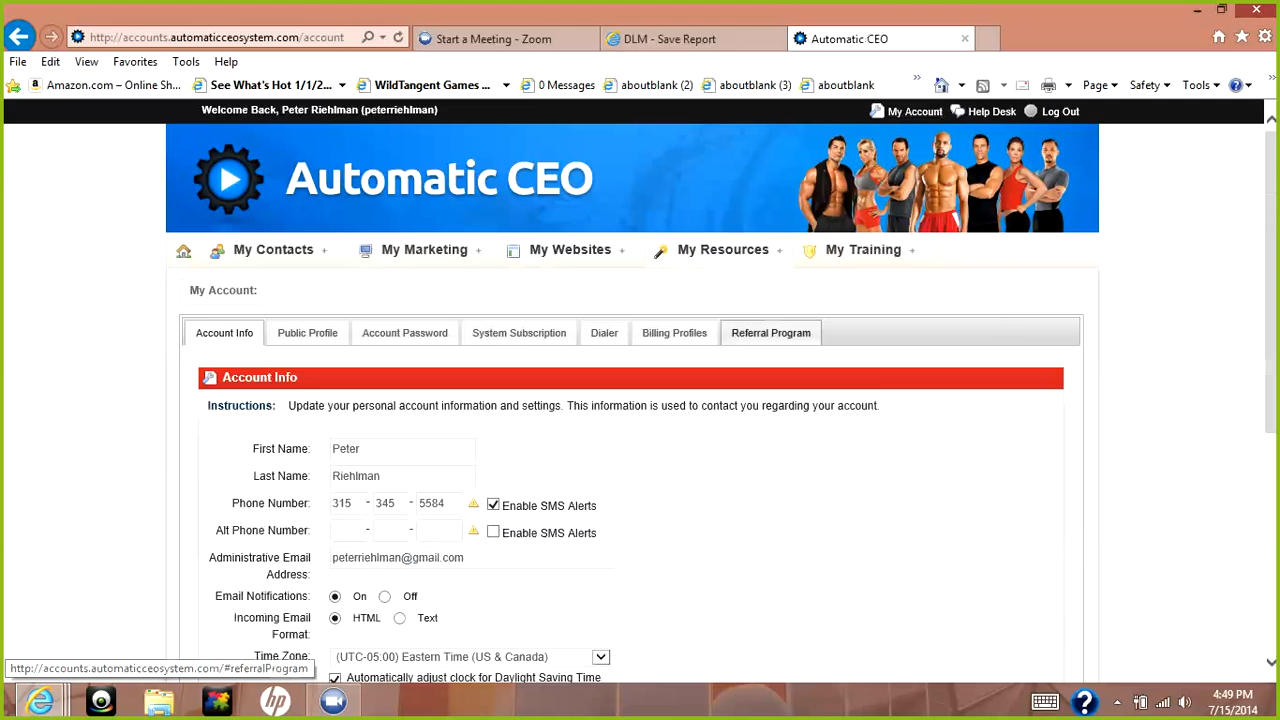 http://accounts.automaticceosystem.com/account
Start a Meeting - Zoom
DLM - Save Report
Automatic CEO
File Edit View Favorites Tools Help
Amazon.com – Online Sh...
See What's Hot 1/1/2...
WildTangent Games ...
0 Messages
aboutblank (2)
aboutblank (3)
aboutblank
Page
Safety
Tools
Welcome Back, Peter Riehlman (peterriehlman)
My Account
Help Desk
Log Out
Automatic CEO
My Contacts +
My Marketing +
My Websites +
My Resources +
My Training +
My Account:
Account Info
Public Profile
Account Password
System Subscription
Dialer
Billing Profiles
Referral Program
Account Info
Instructions: Update your personal account information and settings. This information is used to contact you regarding your account.
First Name: Peter
Last Name: Riehlman
Phone Number: 315 - 345 - 5584 Enable SMS Alerts
Alt Phone Number: - - Enable SMS Alerts
Administrative Email
Address: peterriehlman@gmail.com
Email Notifications: On Off
Incoming Email
Format: HTML Text
Time Zone: (UTC-05:00) Eastern Time (US & Canada)
Automatically adjust clock for Daylight Saving Time
http://accounts.automaticceosystem.com/#referralProgram
hp
4:49 PM
7/15/2014